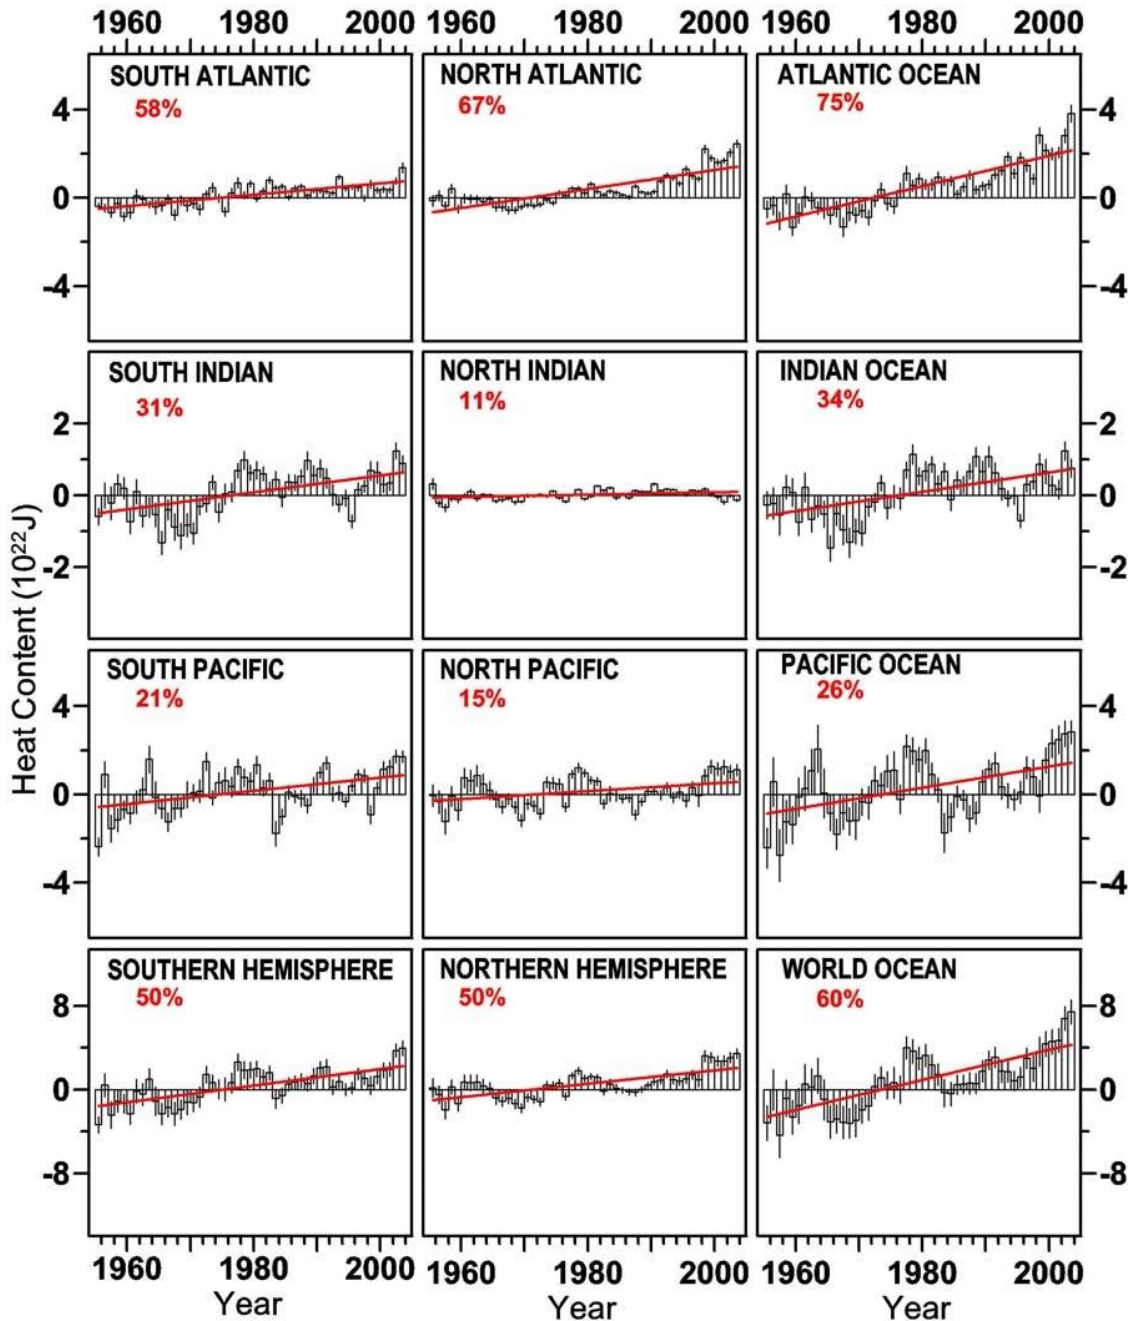 1960 1980 2000 1960 1980 2000 1960 1980 2000
SOUTH ATLANTIC
58%
NORTH ATLANTIC
67%
ATLANTIC OCEAN
75%
4
0
-4
4
0
-4
SOUTH INDIAN
31%
NORTH INDIAN
11%
INDIAN OCEAN
34%
2
0
-2
2
0
-2
Heat Content (10²²J)
SOUTH PACIFIC
21%
NORTH PACIFIC
15%
PACIFIC OCEAN
26%
4
0
-4
4
0
-4
SOUTHERN HEMISPHERE
50%
NORTHERN HEMISPHERE
50%
WORLD OCEAN
60%
8
0
-8
8
0
-8
1960 1980 2000 1960 1980 2000 1960 1980 2000
Year Year Year